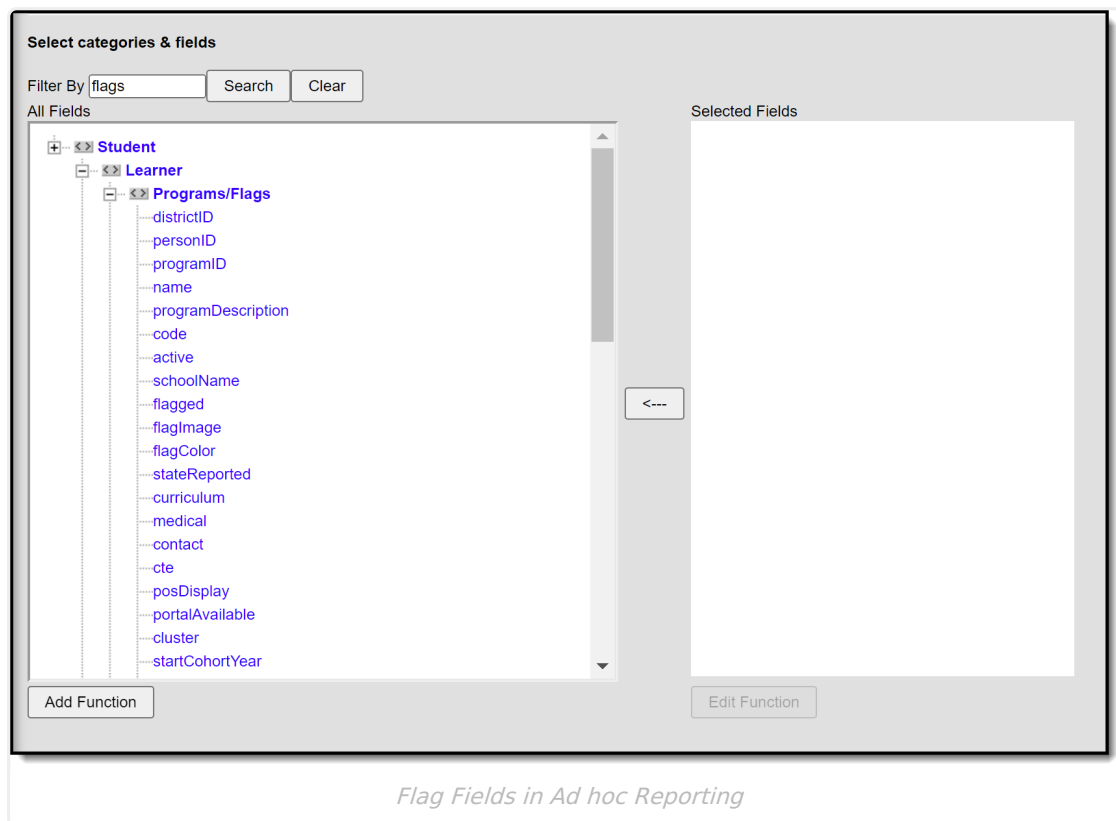 Select categories & fields
Filter By flags Search Clear
All Fields
Selected Fields
Student
Learner
Programs/Flags
districtID
personID
programID
name
programDescription
code
active
schoolName
flagged
flagImage
flagColor
stateReported
curriculum
medical
contact
cte
posDisplay
portalAvailable
cluster
startCohortYear
<---
Add Function
Edit Function
Flag Fields in Ad hoc Reporting